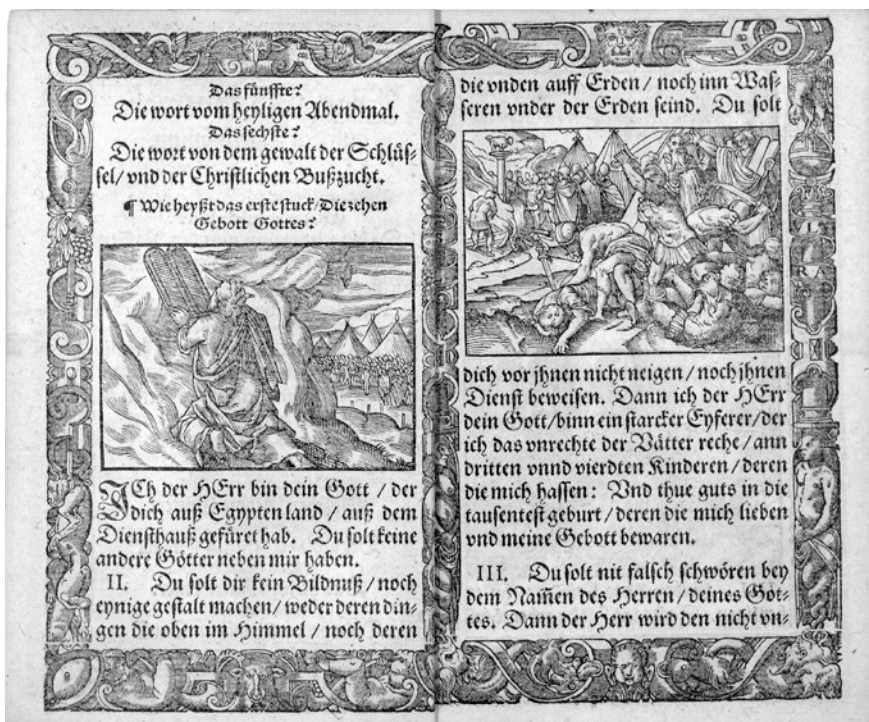 Das fünffte?
Die wort vom heyligen Abendmal.
Das sechste?
Die wort von dem gewalt der Schlüs-
sel/ vnd der Christlichen Bußzucht.
¶ Wie heyßt das erste stuck/ Die zehen
Gebott Gottes?
ICh der HErr bin dein Gott / der
dich auß Egypten land / auß dem
Diensthauß gefüret hab. Du solt keine
andere Götter neben mir haben.
II. Du solt dir kein Bildnuß / noch
eynige gestalt machen/ weder deren din-
gen die oben im Himmel / noch deren
die vnden auff Erden / noch inn Was-
seren vnder der Erden seind. Du solt
dich vor jhnen nicht neigen / noch jhnen
Dienst beweisen. Dann ich der HErr
dein Gott/ binn ein starcker Eyferer/ der
ich das vnrechte der Vätter reche / ann
dritten vnnd vierdten Kinderen / deren
die mich hassen: Vnd thue guts in die
tausentest geburt / deren die mich lieben
vnd meine Gebott bewaren.
III. Du solt nit falsch schwören bey
dem Nam̄en des Herren / deines Got-
tes. Dann der Herr wird den nicht vn-